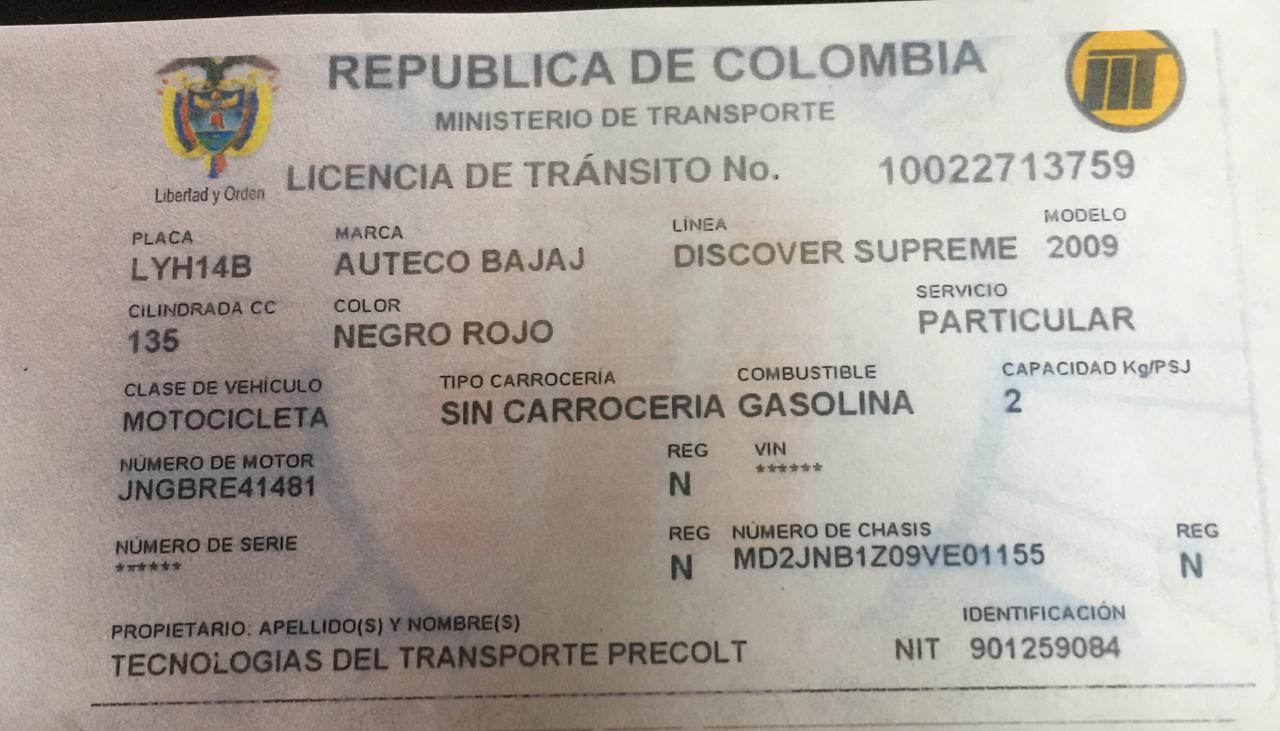 REPUBLICA DE COLOMBIA
MINISTERIO DE TRANSPORTE
Libertad y Orden
LICENCIA DE TRÁNSITO No. 10022713759
PLACA MARCA LÍNEA MODELO
LYH14B AUTECO BAJAJ DISCOVER SUPREME 2009
CILINDRADA CC COLOR SERVICIO
135 NEGRO ROJO PARTICULAR
CLASE DE VEHÍCULO TIPO CARROCERÍA COMBUSTIBLE CAPACIDAD Kg/PSJ
MOTOCICLETA SIN CARROCERIA GASOLINA 2
NÚMERO DE MOTOR REG VIN
JNGBRE41481 N ******
NÚMERO DE SERIE REG NÚMERO DE CHASIS REG
****** N MD2JNB1Z09VE01155 N
PROPIETARIO: APELLIDO(S) Y NOMBRE(S) IDENTIFICACIÓN
TECNOLOGIAS DEL TRANSPORTE PRECOLT NIT 901259084